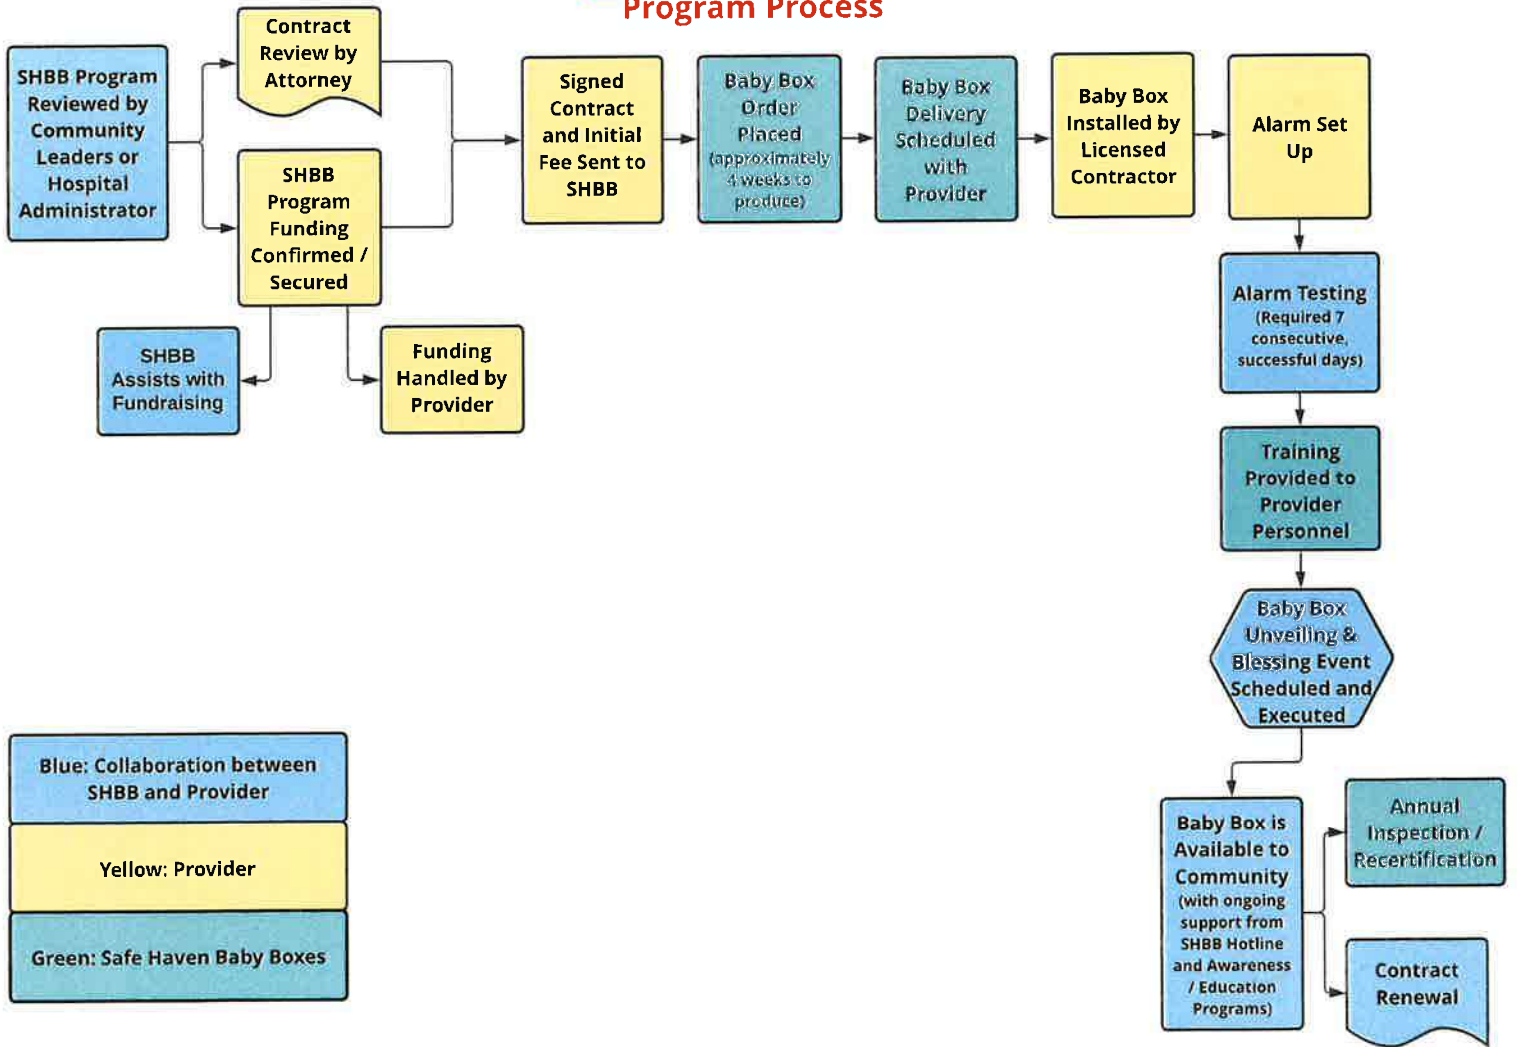 Program Process
SHBB Program
Reviewed by
Community
Leaders or
Hospital
Administrator
Contract
Review by
Attorney
SHBB
Program
Funding
Confirmed /
Secured
SHBB
Assists with
Fundraising
Funding
Handled by
Provider
Signed
Contract
and Initial
Fee Sent to
SHBB
Baby Box
Order
Placed
(approximately
4 weeks to
produce)
Baby Box
Delivery
Scheduled
with
Provider
Baby Box
Installed by
Licensed
Contractor
Alarm Set
Up
Alarm Testing
(Required 7
consecutive,
successful days)
Training
Provided to
Provider
Personnel
Baby Box
Unveiling &
Blessing Event
Scheduled and
Executed
Baby Box is
Available to
Community
(with ongoing
support from
SHBB Hotline
and Awareness
/ Education
Programs)
Annual
Inspection /
Recertification
Contract
Renewal
Blue: Collaboration between
SHBB and Provider
Yellow: Provider
Green: Safe Haven Baby Boxes